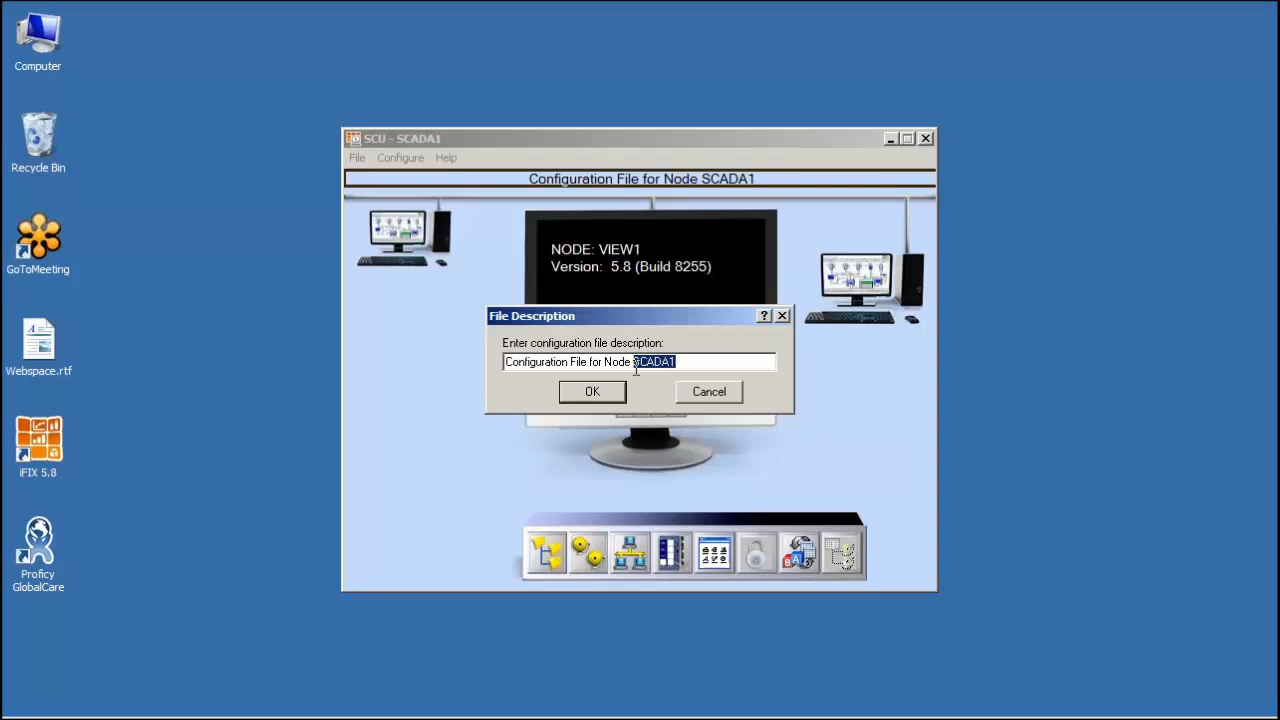 Computer
Recycle Bin
GoToMeeting
Webspace.rtf
iFIX 5.8
Proficy
GlobalCare
SCU - SCADA1
File Configure Help
Configuration File for Node SCADA1
NODE: VIEW1
Version: 5.8 (Build 8255)
File Description
Enter configuration file description:
Configuration File for Node SCADA1
OK Cancel